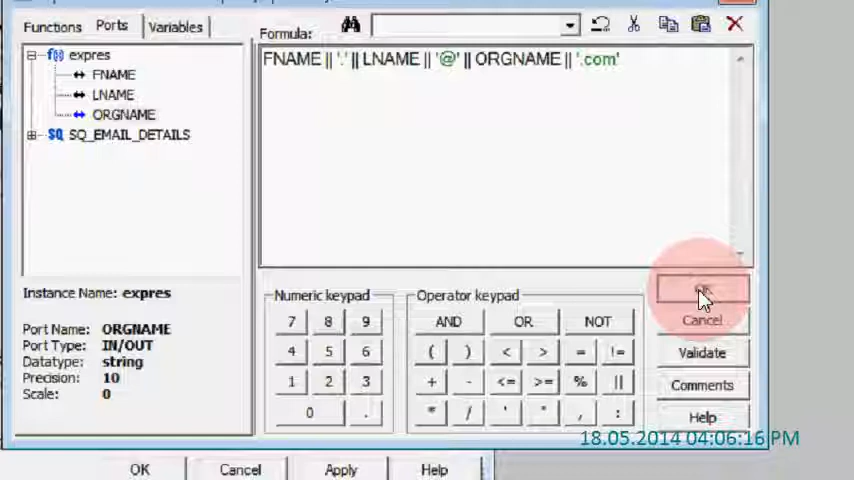 Functions Ports Variables
Formula:
expres
FNAME
LNAME
ORGNAME
SQ_EMAIL_DETAILS
FNAME || '.' || LNAME || '@' || ORGNAME || '.com'
Instance Name: expres
Port Name: ORGNAME
Port Type: IN/OUT
Datatype: string
Precision: 10
Scale: 0
Numeric keypad
7 8 9
4 5 6
1 2 3
0 .
Operator keypad
AND OR NOT
( ) < > = !=
+ - <= >= % ||
* / ' " , :
OK
Cancel
Validate
Comments
Help
18.05.2014 04:06:16 PM
OK Cancel Apply Help